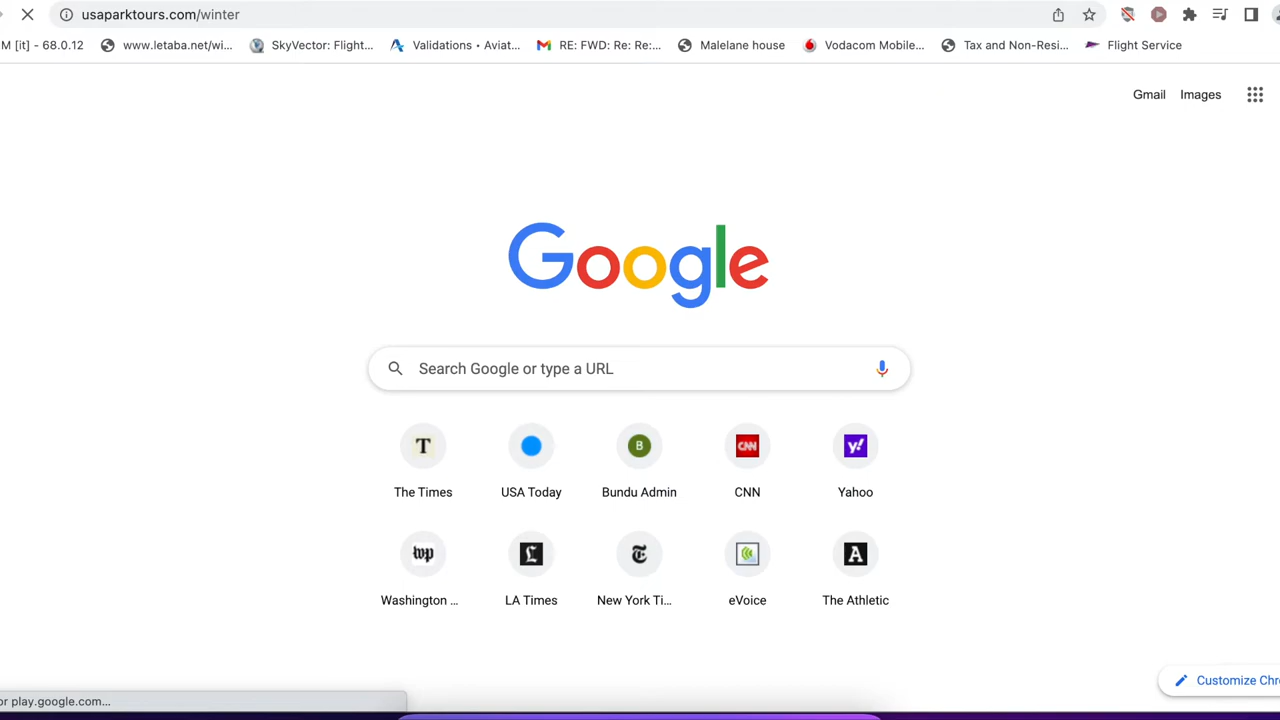 usaparktours.com/winter
M [it] - 68.0.12 www.letaba.net/wi... SkyVector: Flight... Validations • Aviat... RE: FWD: Re: Re:... Malelane house Vodacom Mobile... Tax and Non-Resi... Flight Service
Gmail Images
Google
Search Google or type a URL
T B CNN y!
The Times USA Today Bundu Admin CNN Yahoo
wp L T A
Washington ... LA Times New York Ti... eVoice The Athletic
Customize Chr
or play.google.com...